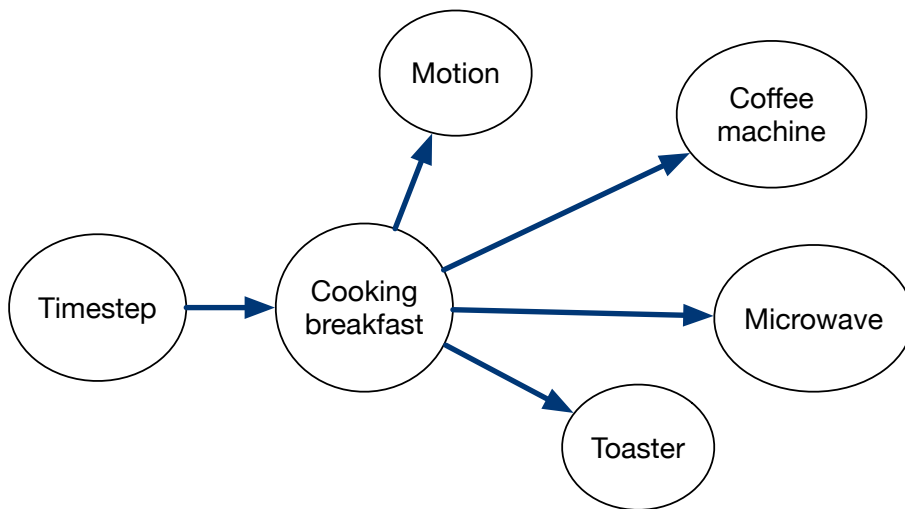 Motion
Coffee
machine
Timestep
Cooking
breakfast
Microwave
Toaster